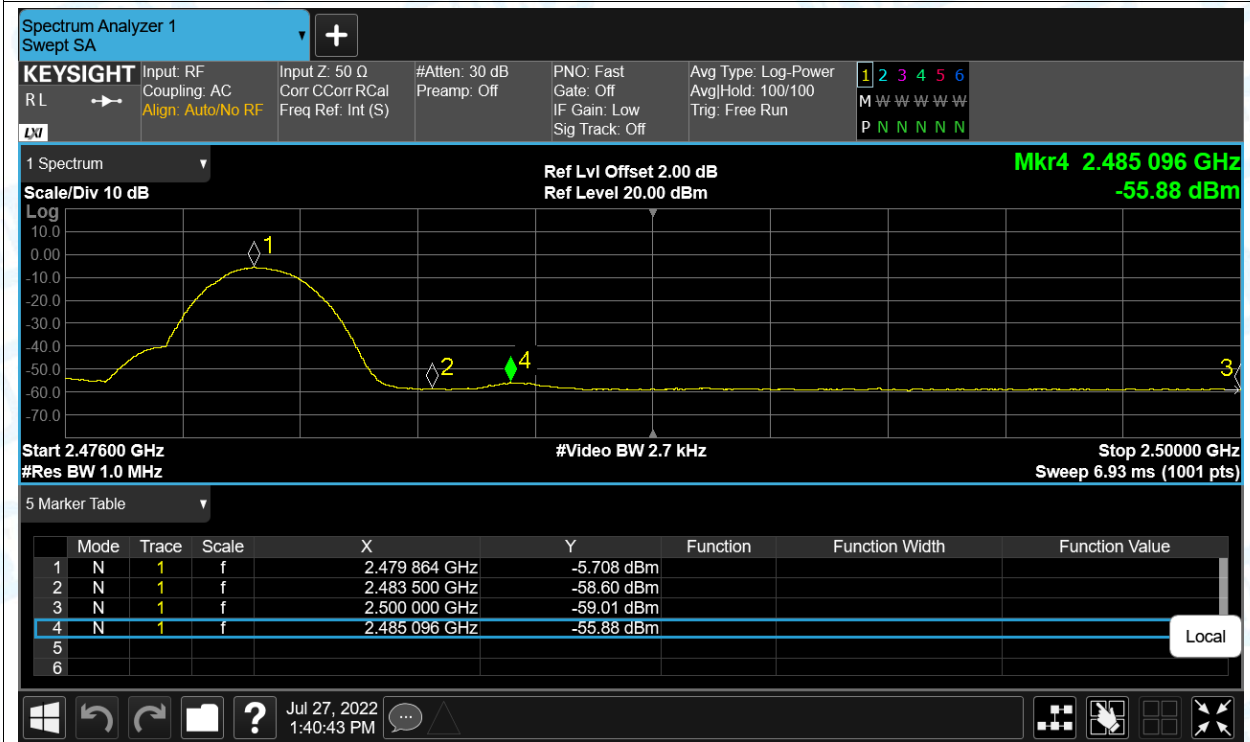 Spectrum Analyzer 1
Swept SA
+
KEYSIGHT
R L
LXI
Input: RF
Coupling: AC
Align: Auto/No RF
Input Z: 50 Ω
Corr CCorr RCal
Freq Ref: Int (S)
#Atten: 30 dB
Preamp: Off
PNO: Fast
Gate: Off
IF Gain: Low
Sig Track: Off
Avg Type: Log-Power
Avg|Hold: 100/100
Trig: Free Run
1 2 3 4 5 6
M W W W W W
P N N N N N
1 Spectrum
Scale/Div 10 dB
Ref Lvl Offset 2.00 dB
Ref Level 20.00 dBm
Mkr4 2.485 096 GHz
-55.88 dBm
Log
10.0
0.00
-10.0
-20.0
-30.0
-40.0
-50.0
-60.0
-70.0
1
2
4
3
Start 2.47600 GHz
#Video BW 2.7 kHz
Stop 2.50000 GHz
#Res BW 1.0 MHz
Sweep 6.93 ms (1001 pts)
5 Marker Table
Mode Trace Scale X Y Function Function Width Function Value
1 N 1 f 2.479 864 GHz -5.708 dBm
2 N 1 f 2.483 500 GHz -58.60 dBm
3 N 1 f 2.500 000 GHz -59.01 dBm
4 N 1 f 2.485 096 GHz -55.88 dBm
5
6
Local
?
Jul 27, 2022
1:40:43 PM